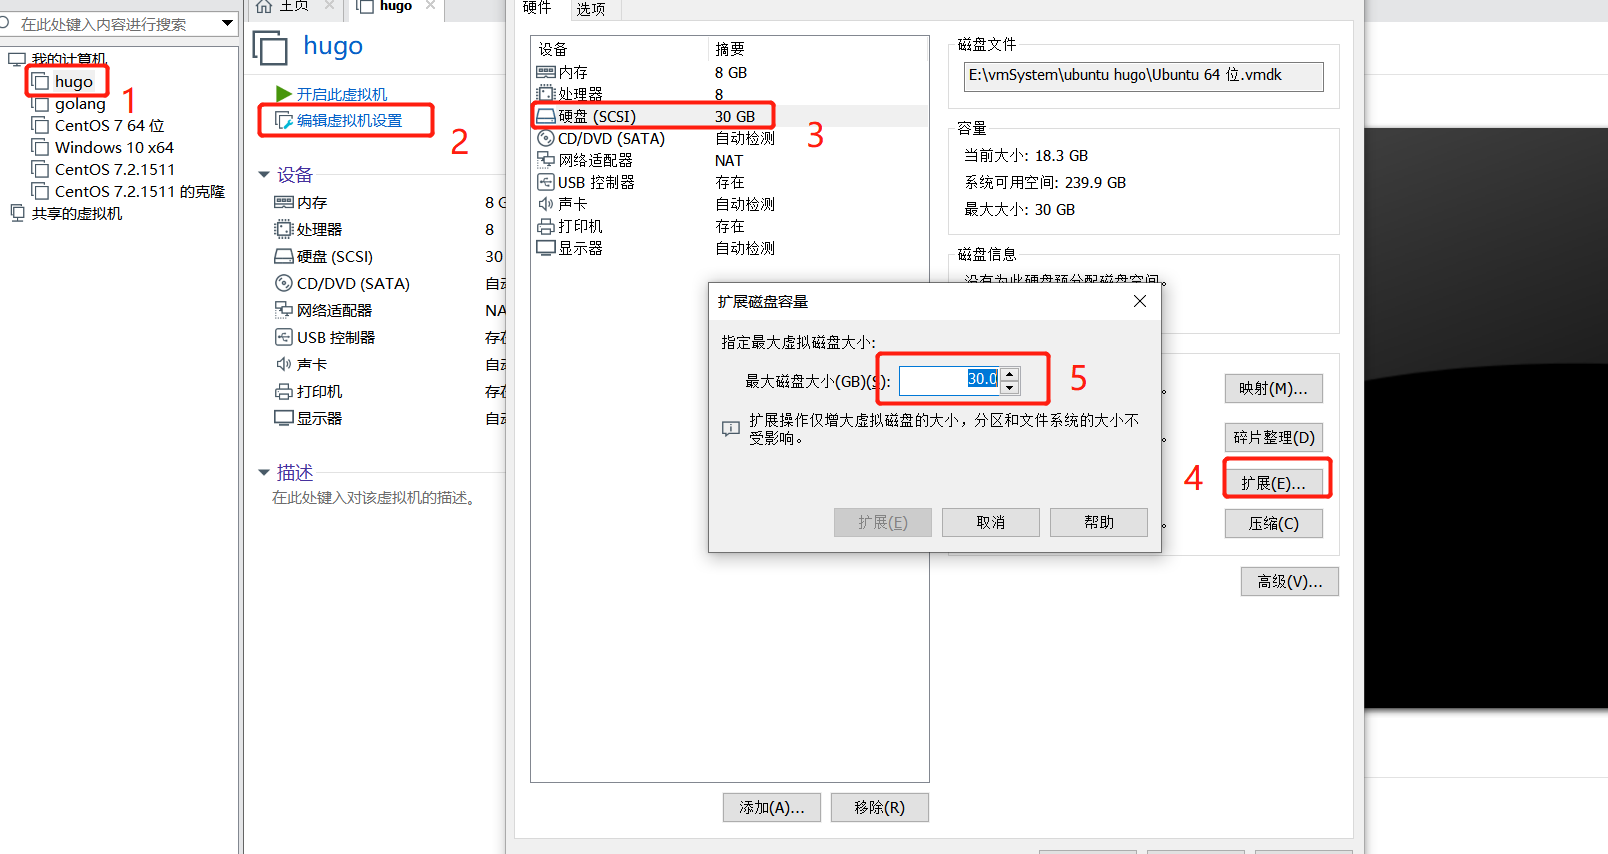 在此处键入内容进行搜索
我的计算机
hugo
golang
CentOS 7 64 位
Windows 10 x64
CentOS 7.2.1511
CentOS 7.2.1511 的克隆
共享的虚拟机
1
主页
hugo
hugo
开启此虚拟机
编辑虚拟机设置
2
设备
内存 8 G
处理器 8
硬盘 (SCSI) 30
CD/DVD (SATA) 自动
网络适配器 NA
USB 控制器 存在
声卡 自动
打印机 存在
显示器 自动
描述
在此处键入对该虚拟机的描述。
硬件 选项
设备 摘要
内存 8 GB
处理器 8
硬盘 (SCSI) 30 GB
CD/DVD (SATA) 自动检测
网络适配器 NAT
USB 控制器 存在
声卡 自动检测
打印机 存在
显示器 自动检测
3
添加(A)... 移除(R)
磁盘文件
E:\vmSystem\ubuntu hugo\Ubuntu 64 位.vmdk
容量
当前大小: 18.3 GB
系统可用空间: 239.9 GB
最大大小: 30 GB
磁盘信息
没有为此硬盘预分配磁盘空间。
扩展磁盘容量
指定最大虚拟磁盘大小:
最大磁盘大小(GB)(S): 30.0
5
扩展操作仅增大虚拟磁盘的大小，分区和文件系统的大小不
受影响。
扩展(E) 取消 帮助
映射(M)...
碎片整理(D)
4
扩展(E)...
压缩(C)
高级(V)...